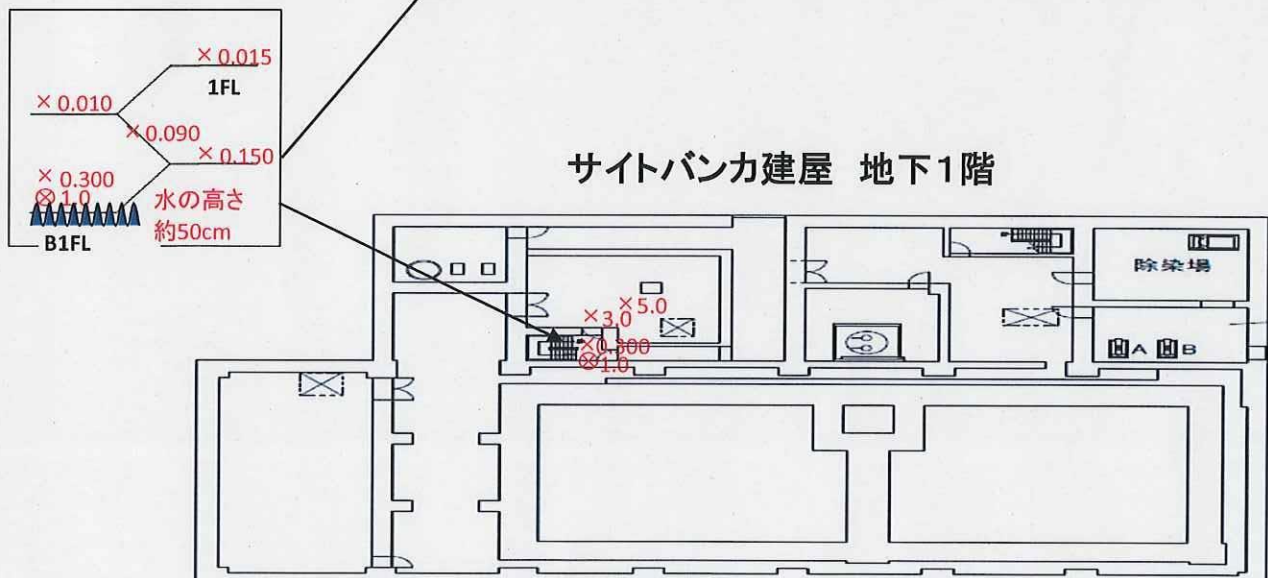 × 0.015
1FL
× 0.010
× 0.090
× 0.150
× 0.300
⊗ 1.0
水の高さ
約50cm
B1FL
サイトバンカ建屋 地下1階
除染場
×5.0
×3.0
×0.300
⊗1.0
A B